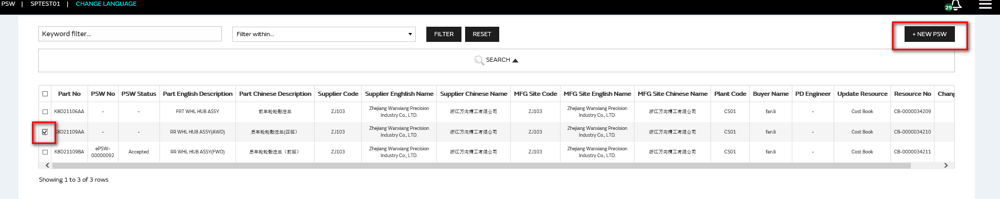 PSW | SPTEST01 | CHANGE LANGUAGE
29
Keyword filter...
Filter within...
FILTER
RESET
+ NEW PSW
SEARCH
Part No PSW No PSW Status Part English Description Part Chinese Description Supplier Code Supplier Enghlish Name Supplier Chinese Name MFG Site Code MFG Site English Name MFG Site Chinese Name Plant Code Buyer Name PD Engineer Update Resource Resource No Chang
K8D21106AA - - FRT WHL HUB ASSY 前车轮轮毂法兰 ZJ103 Zhejiang Wanxiang Precision Industry Co., LTD. 浙江万向精工有限公司 ZJ103 Zhejiang Wanxiang Precision Industry Co., LTD. 浙江万向精工有限公司 CS01 fan.li - Cost Book CB-0000034209
K8D21109AA - - RR WHL HUB ASSY(AWD) 后车轮轮毂法兰(四驱） ZJ103 Zhejiang Wanxiang Precision Industry Co., LTD. 浙江万向精工有限公司 ZJ103 Zhejiang Wanxiang Precision Industry Co., LTD. 浙江万向精工有限公司 CS01 fan.li - Cost Book CB-0000034210
K8D21109BA ePSW-00000092 Accepted RR WHL HUB ASSY(FWD) 后车轮轮毂法兰（前驱） ZJ103 Zhejiang Wanxiang Precision Industry Co., LTD. 浙江万向精工有限公司 ZJ103 Zhejiang Wanxiang Precision Industry Co., LTD. 浙江万向精工有限公司 CS01 fan.li - Cost Book CB-0000034211
Showing 1 to 3 of 3 rows